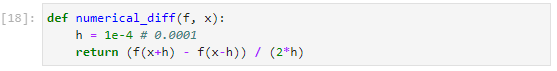 [18]: def numerical_diff(f, x):
    h = 1e-4 # 0.0001
    return (f(x+h) - f(x-h)) / (2*h)